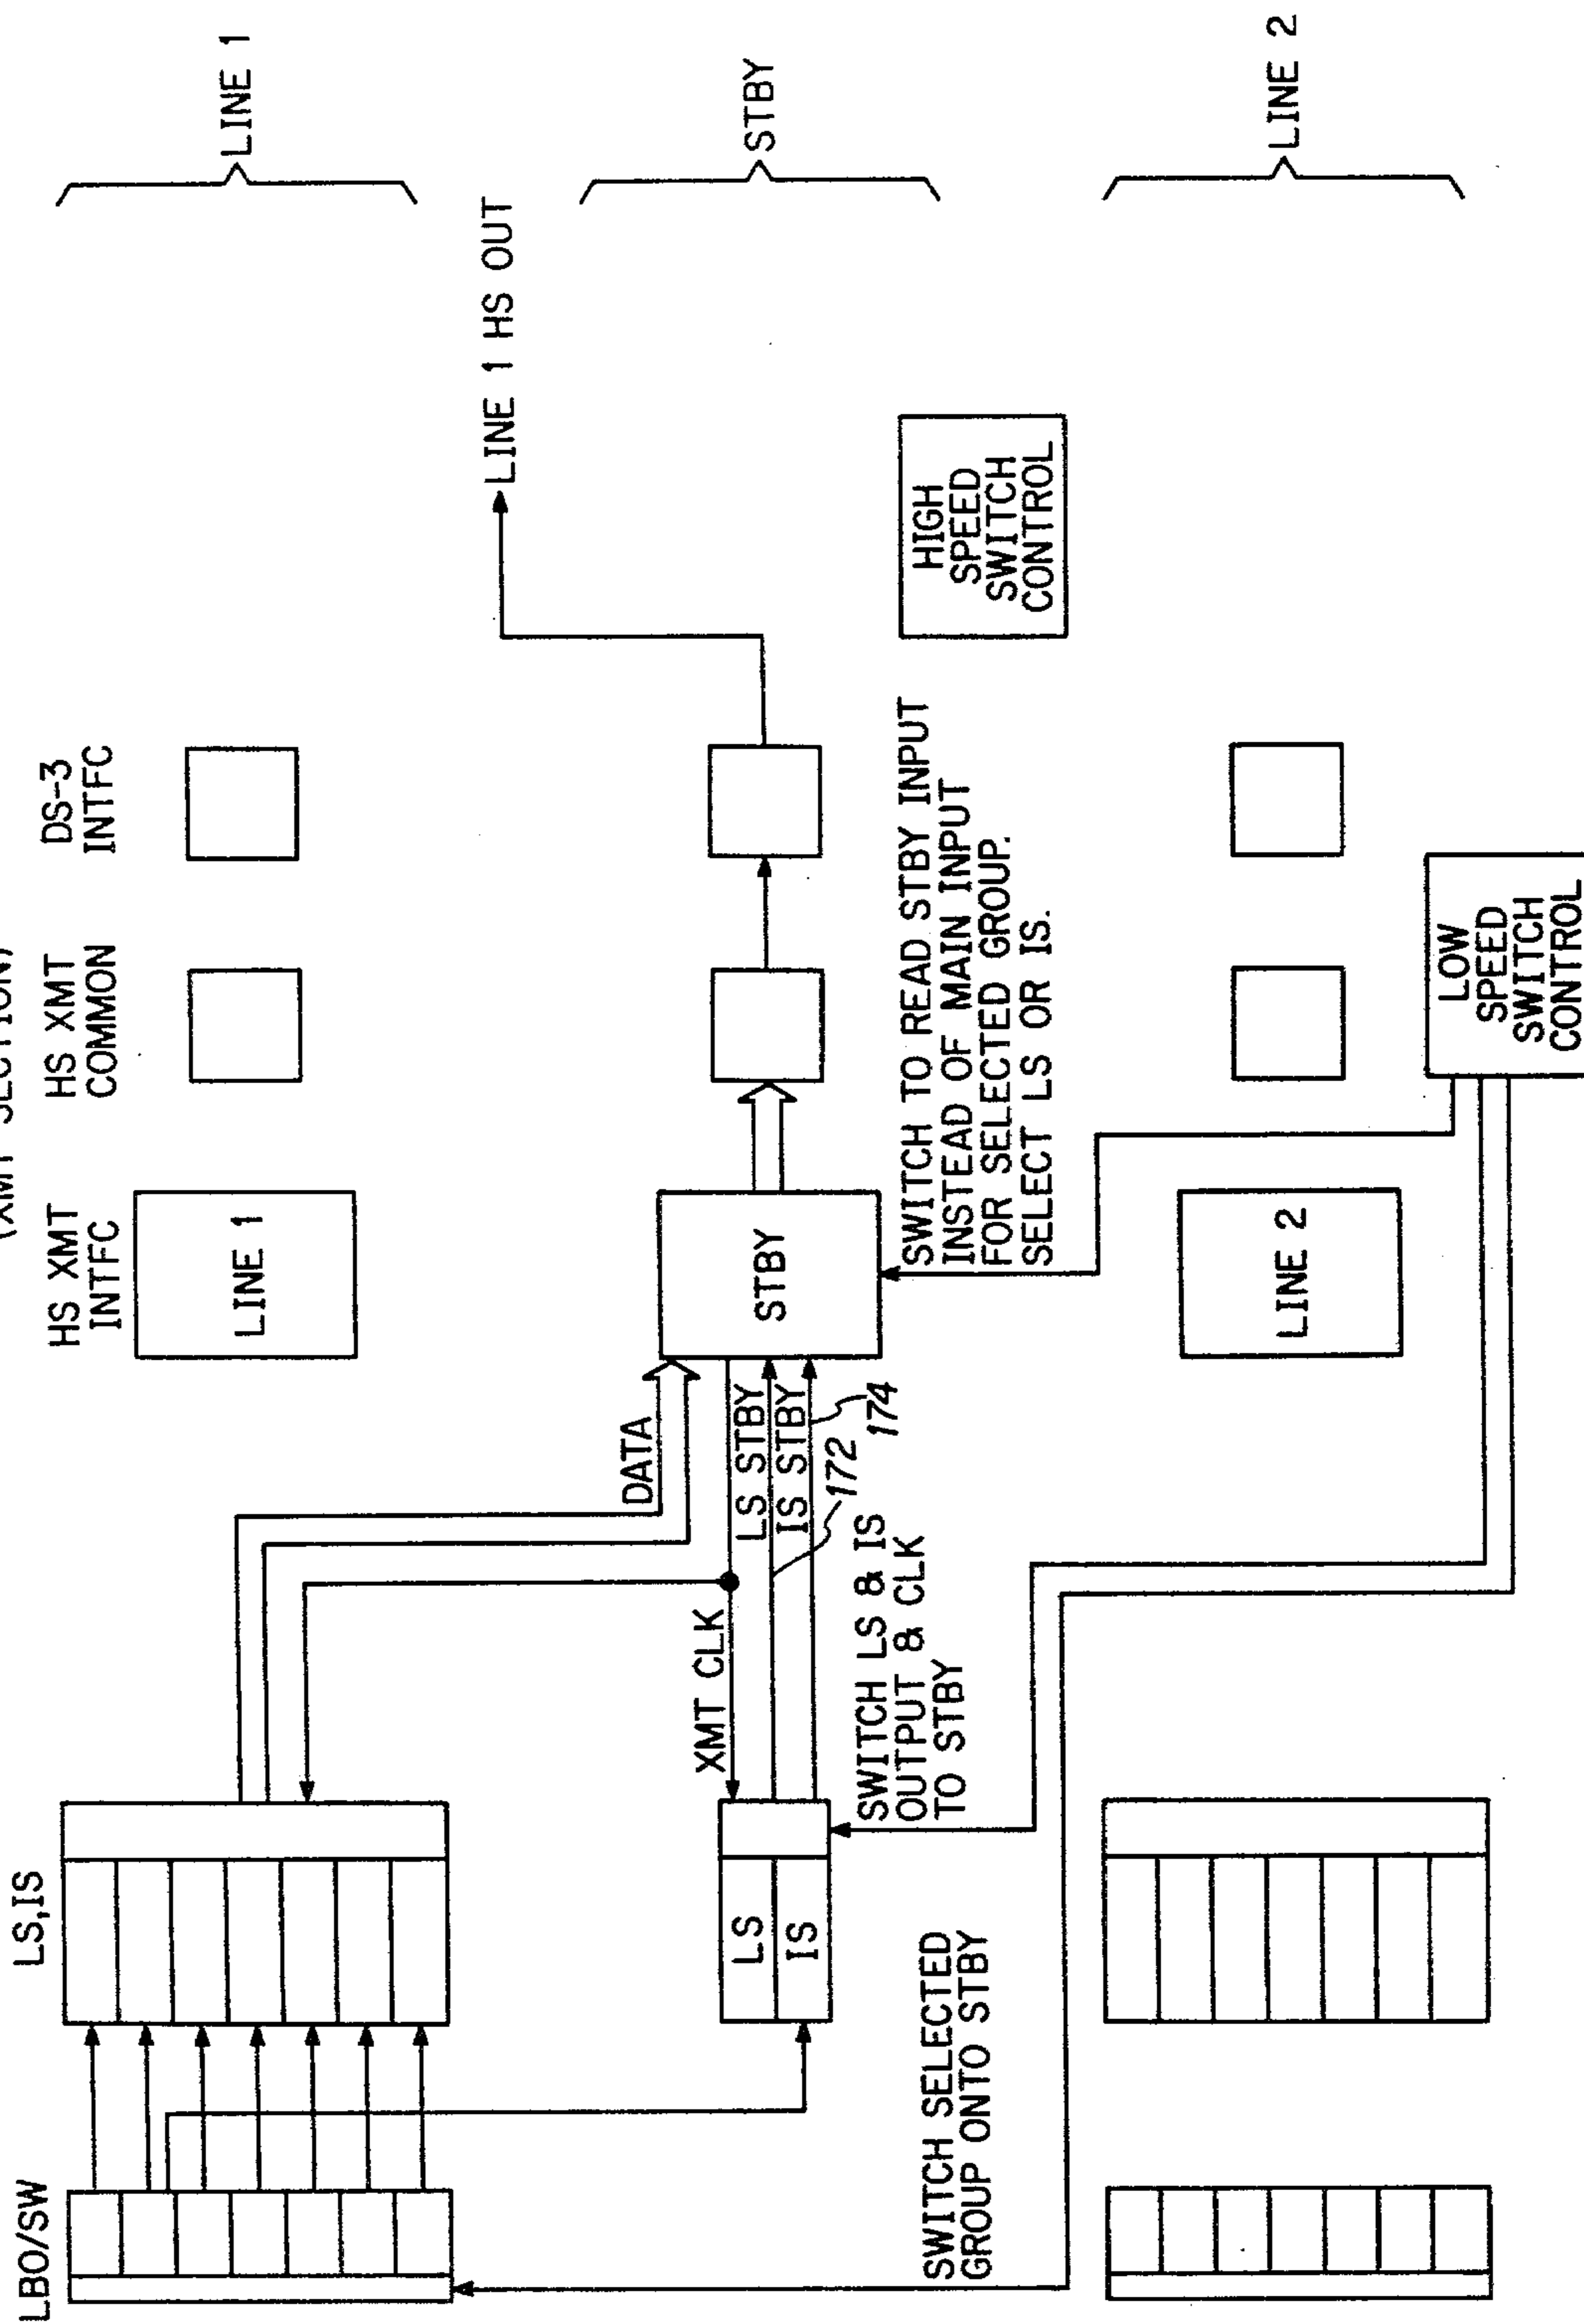 (XMT SECTION)
LBO/SW
LS,IS
HS XMT
INTFC
HS XMT
COMMON
DS-3
INTFC
LINE 1
LINE 1
DATA
LINE 1 HS OUT
XMT CLK
LS STBY
IS STBY
172
174
LS
IS
STBY
STBY
SWITCH SELECTED
GROUP ONTO STBY
SWITCH LS & IS
OUTPUT & CLK
TO STBY
SWITCH TO READ STBY INPUT
INSTEAD OF MAIN INPUT
FOR SELECTED GROUP.
SELECT LS OR IS.
HIGH
SPEED
SWITCH
CONTROL
LINE 2
LINE 2
LOW
SPEED
SWITCH
CONTROL